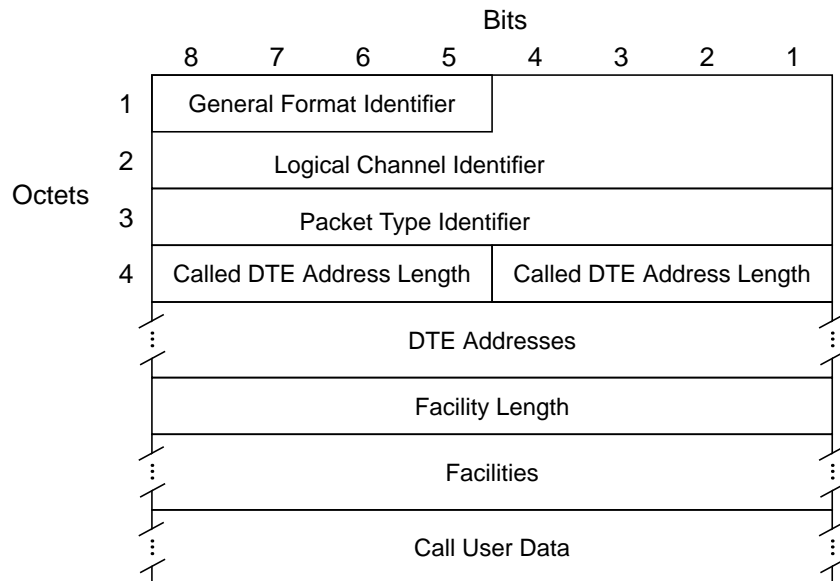 Bits
8 7 6 5 4 3 2 1
1 General Format Identifier
2 Logical Channel Identifier
Octets
3 Packet Type Identifier
4 Called DTE Address Length Called DTE Address Length
DTE Addresses
Facility Length
Facilities
Call User Data